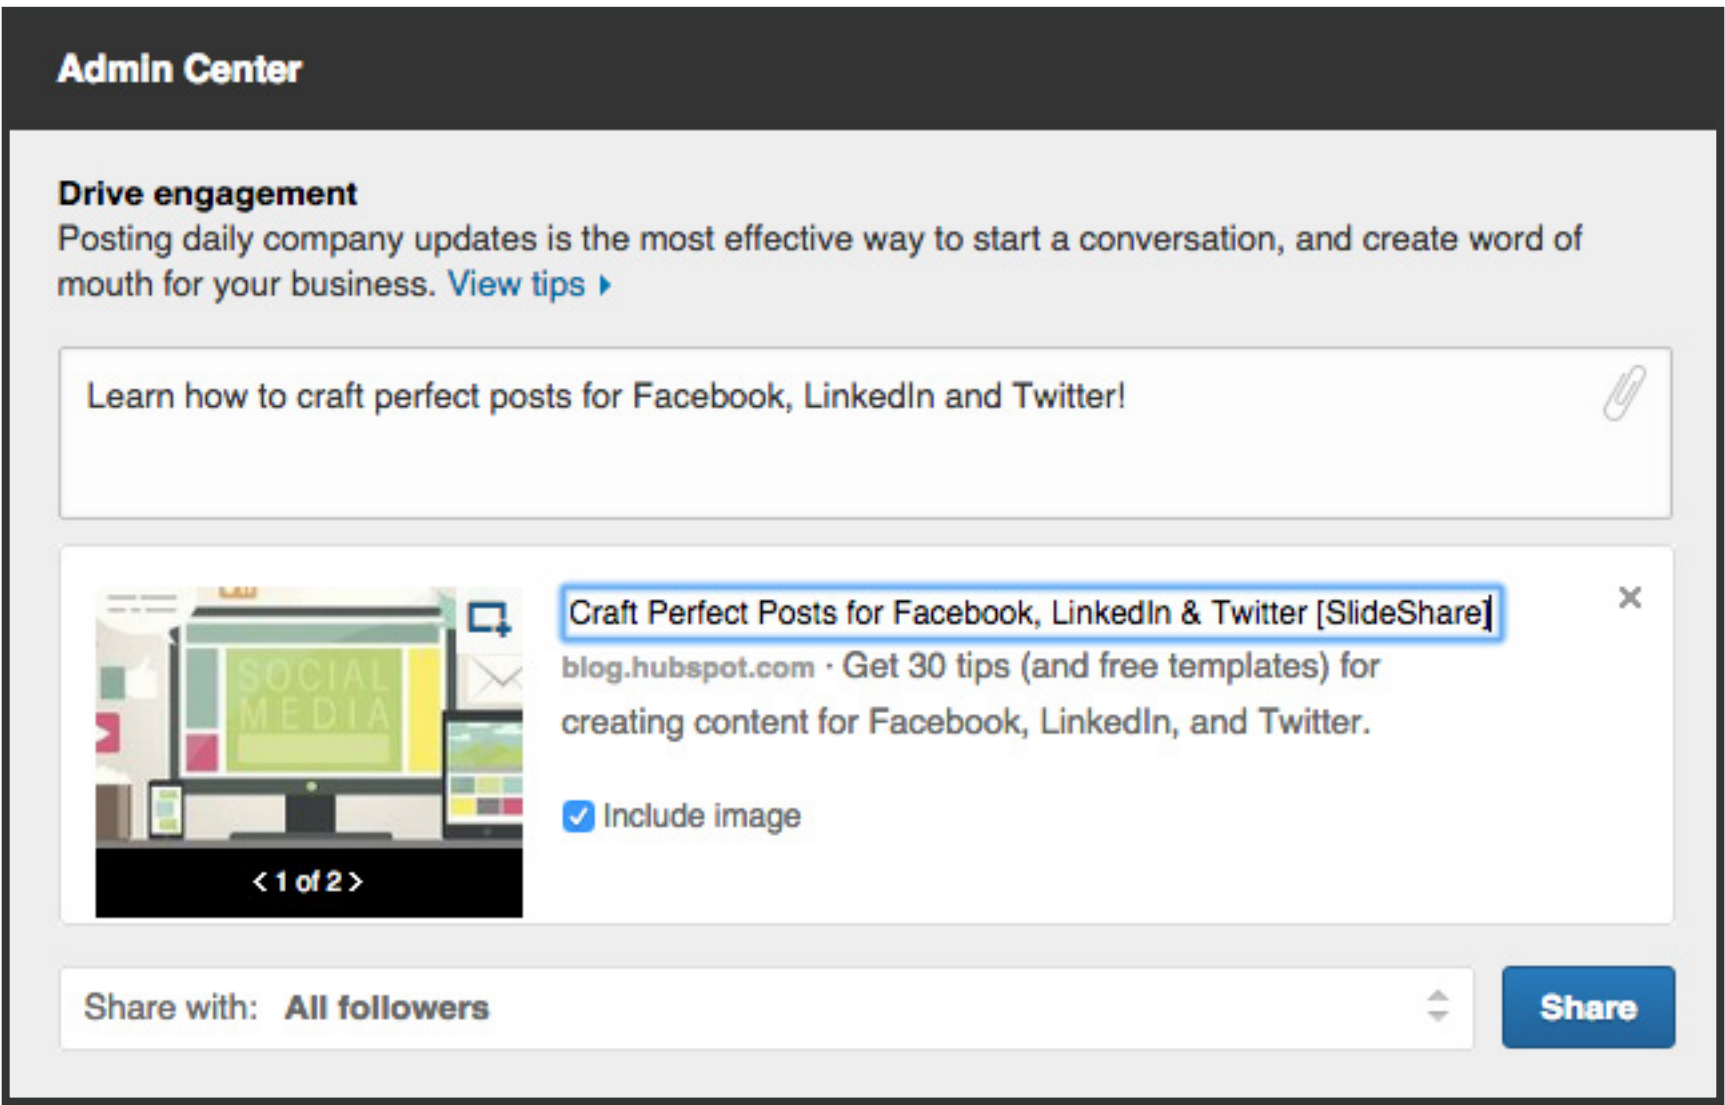 Admin Center
Drive engagement
Posting daily company updates is the most effective way to start a conversation, and create word of
mouth for your business. View tips
Learn how to craft perfect posts for Facebook, LinkedIn and Twitter!
SOCIAL
MEDIA
< 1 of 2 >
Craft Perfect Posts for Facebook, LinkedIn & Twitter [SlideShare]
blog.hubspot.com · Get 30 tips (and free templates) for
creating content for Facebook, LinkedIn, and Twitter.
Include image
Share with: All followers
Share